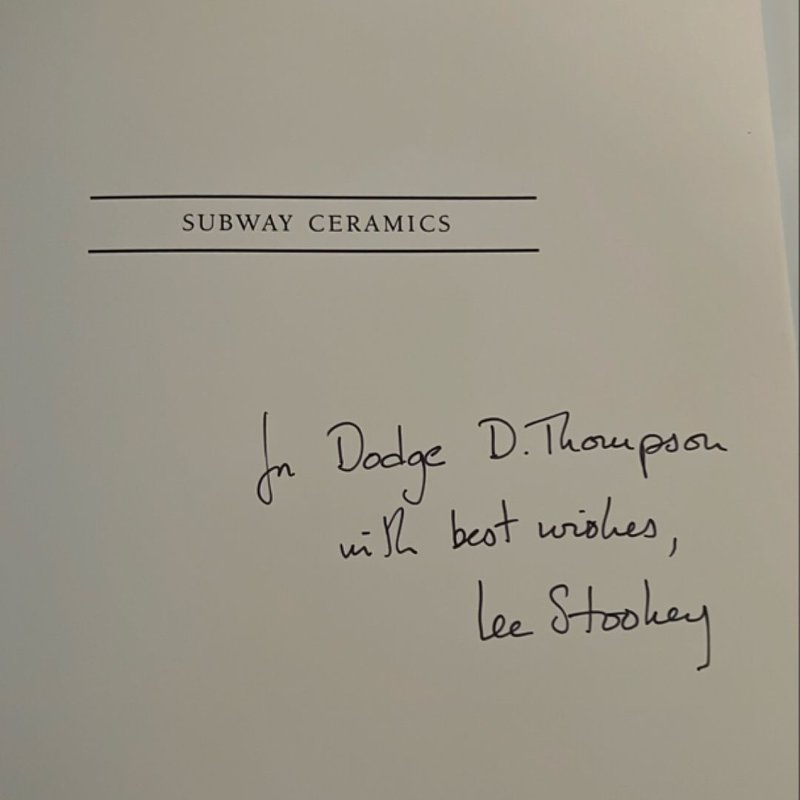 SUBWAY CERAMICS
for Dodge D. Thompson
with best wishes,
Lee Stookey